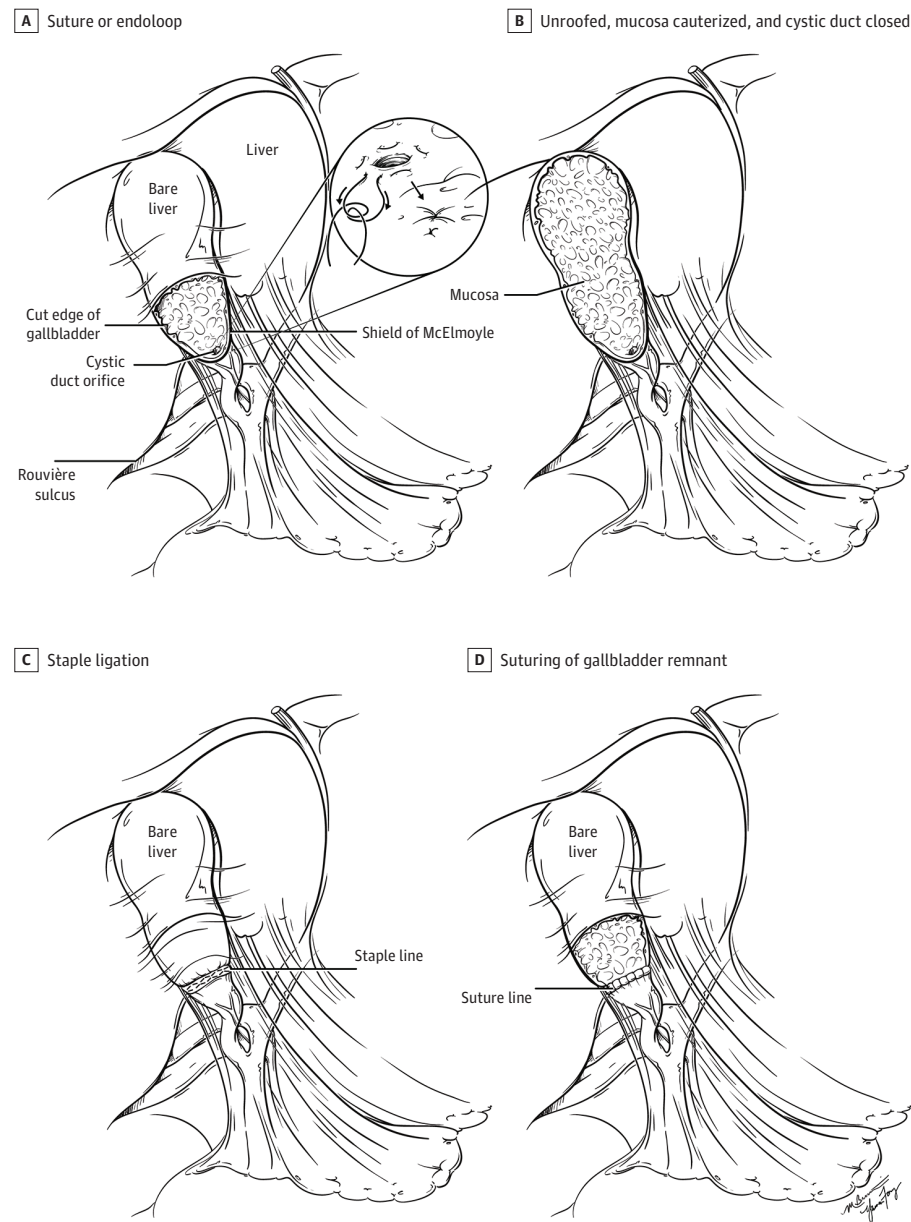 A Suture or endoloop
B Unroofed, mucosa cauterized, and cystic duct closed
Liver
Bare
liver
Mucosa
Cut edge of
gallbladder
Shield of McElmoyle
Cystic
duct orifice
Rouvière
sulcus
C Staple ligation
D Suturing of gallbladder remnant
Bare
liver
Bare
liver
Staple line
Suture line